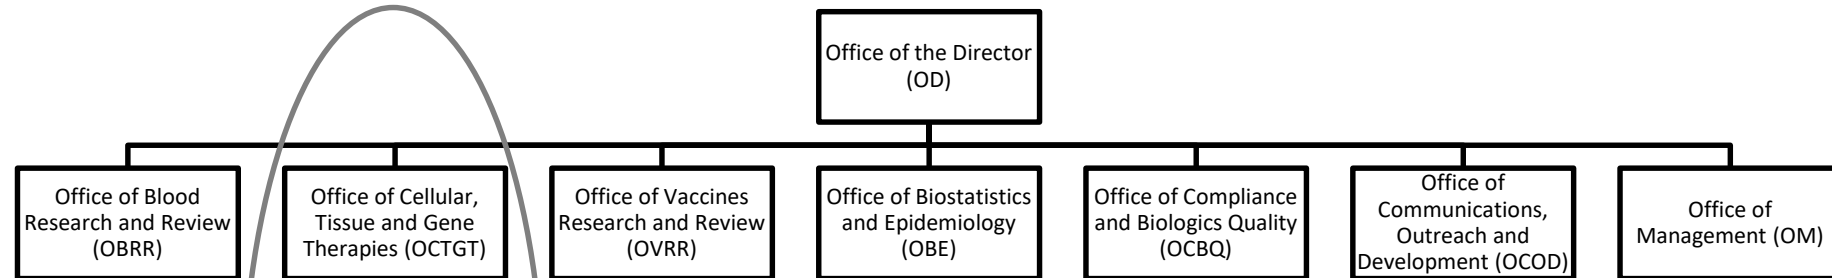 Office of the Director
(OD)
Office of Blood
Research and Review
(OBRR)
Office of Cellular,
Tissue and Gene
Therapies (OCTGT)
Office of Vaccines
Research and Review
(OVRR)
Office of Biostatistics
and Epidemiology
(OBE)
Office of Compliance
and Biologics Quality
(OCBQ)
Office of
Communications,
Outreach and
Development (OCOD)
Office of
Management (OM)